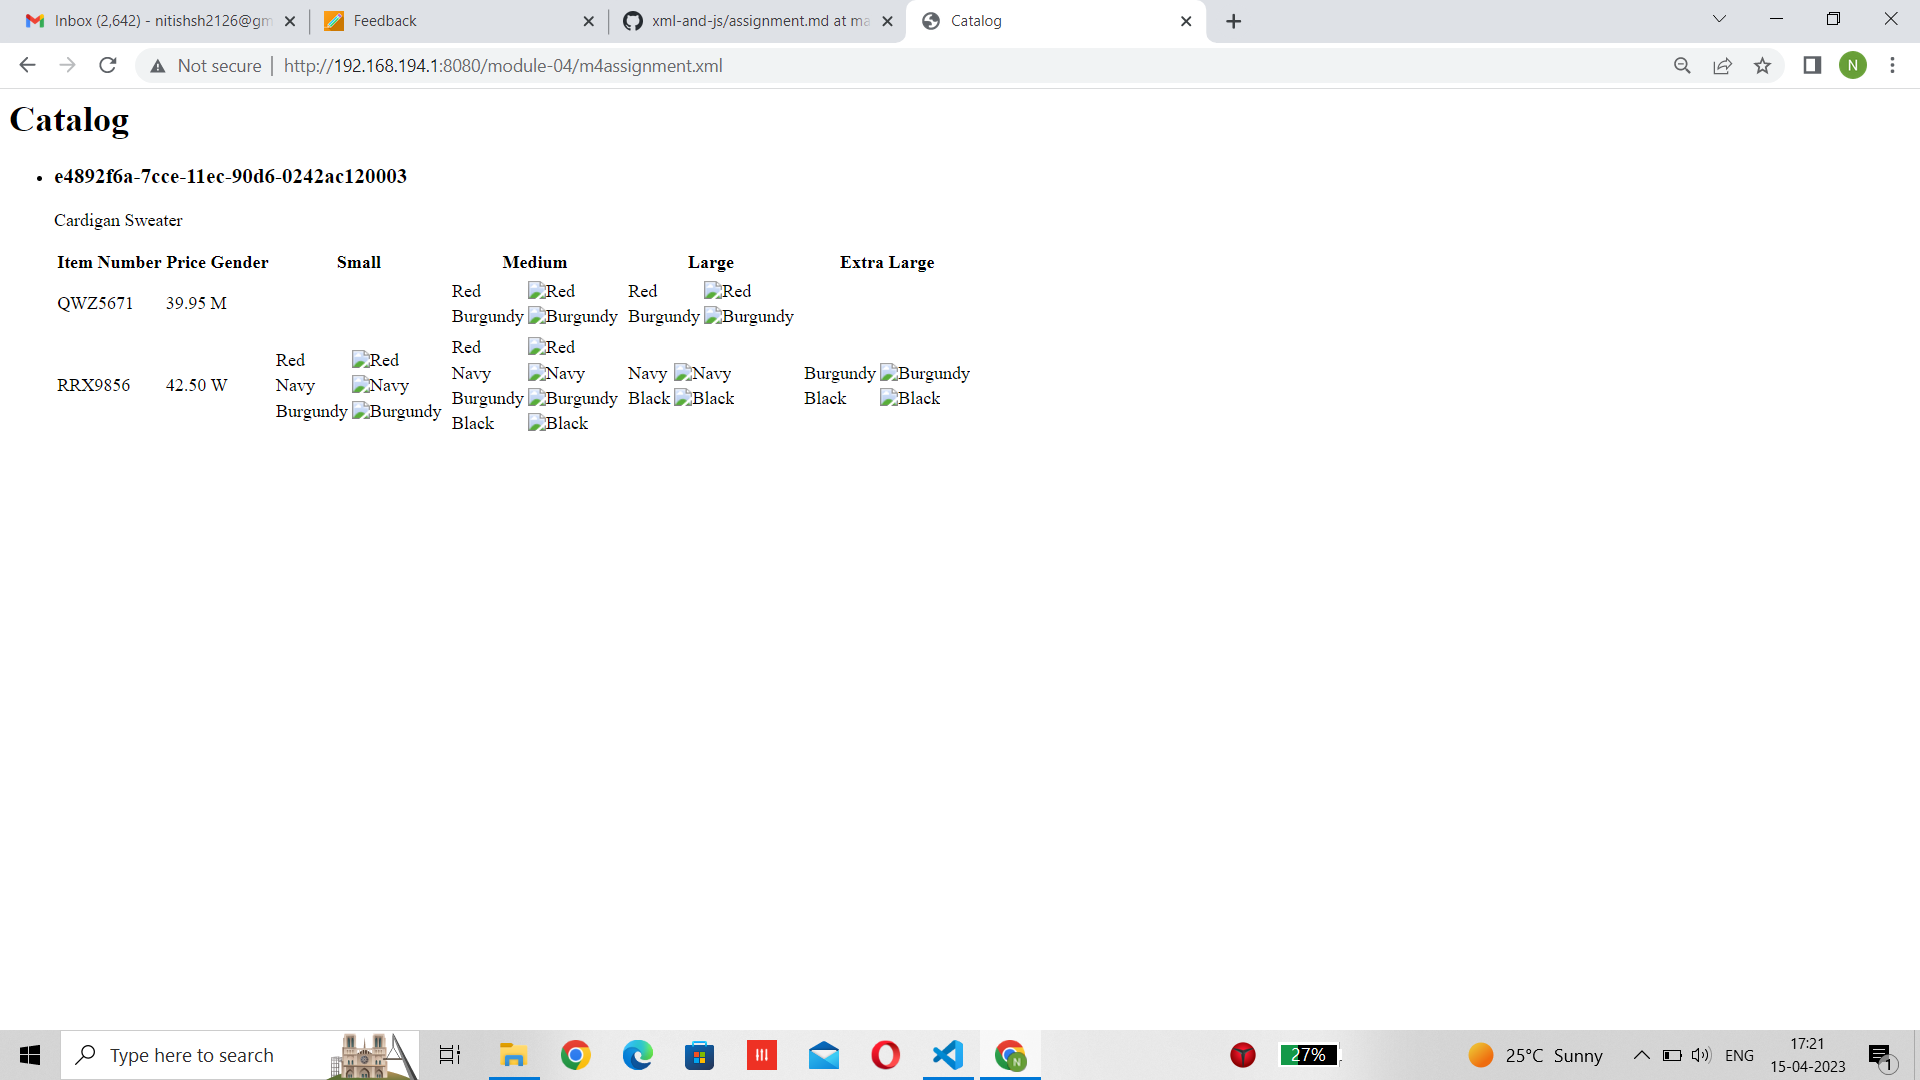 Inbox (2,642) - nitishsh2126@gm
Feedback
xml-and-js/assignment.md at ma
Catalog
Not secure
http://192.168.194.1:8080/module-04/m4assignment.xml
N
Catalog
• e4892f6a-7cce-11ec-90d6-0242ac120003
Cardigan Sweater
Item Number Price Gender Small Medium Large Extra Large
Red Red Red Red
QWZ5671 39.95 M
Burgundy Burgundy Burgundy Burgundy
Red Red
Red Red
Navy Navy Navy Navy Burgundy Burgundy
RRX9856 42.50 W Navy Navy
Burgundy Burgundy Black Black Black Black
Burgundy Burgundy
Black Black
Type here to search
N
27%
25°C Sunny
ENG
17:21
15-04-2023
1